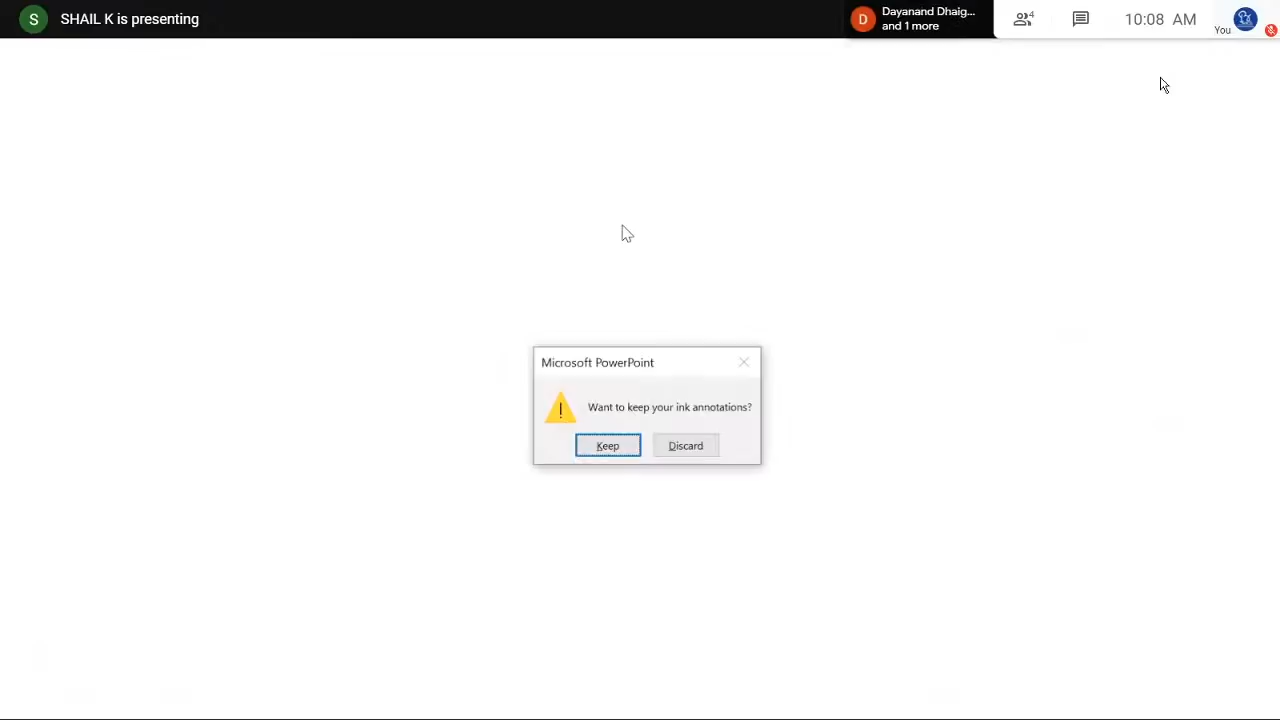 S SHAIL K is presenting
D Dayanand Dhaig...
and 1 more
4
10:08 AM
You
Microsoft PowerPoint
Want to keep your ink annotations?
Keep Discard